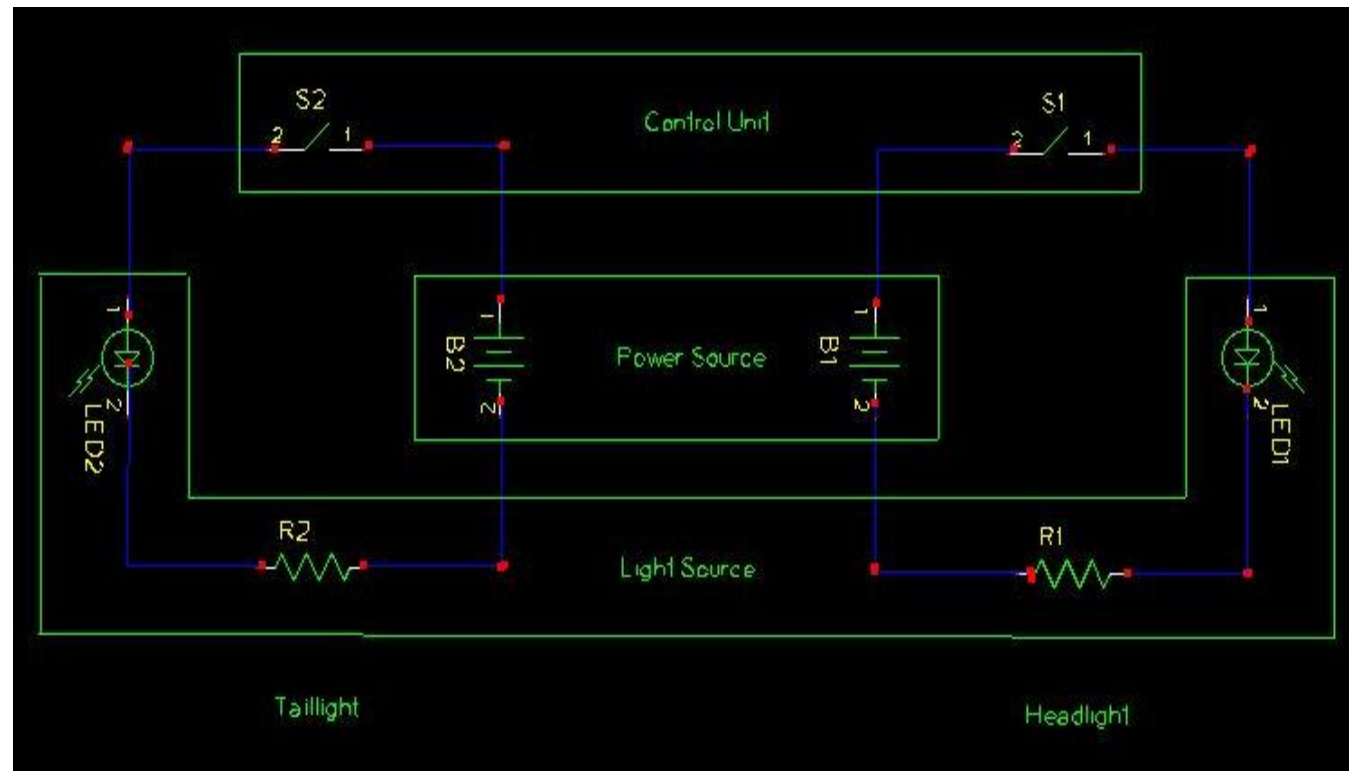 S2
S1
Control Unit
2 1
2 1
1
1
1
1
B2
Power Source
B1
2
2
2
2
LED2
LED1
R2
R1
Light Source
Taillight
Headlight